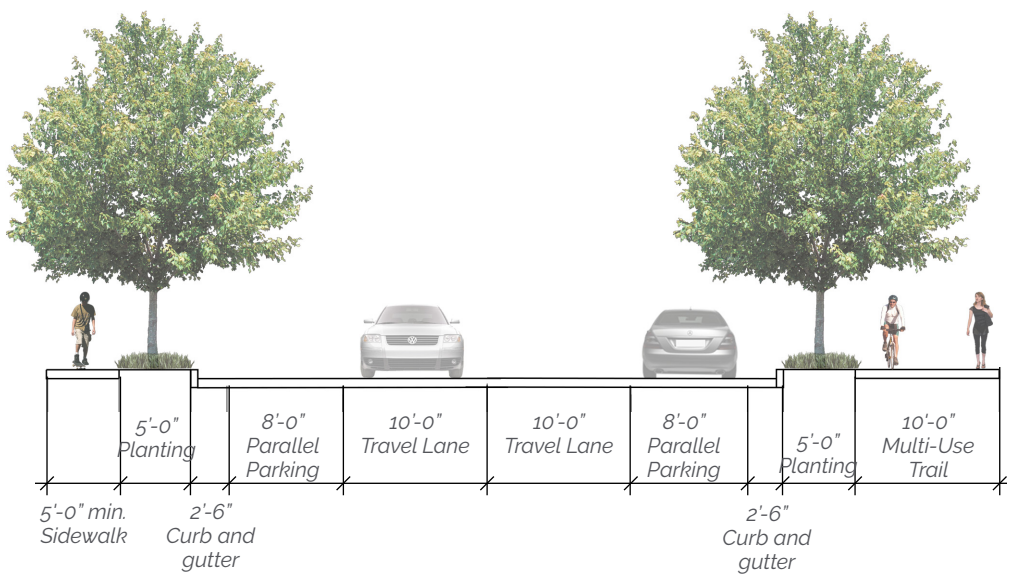 5'-0" min.
Sidewalk
5'-0"
Planting
2'-6"
Curb and
gutter
8'-0"
Parallel
Parking
10'-0"
Travel Lane
10'-0"
Travel Lane
8'-0"
Parallel
Parking
2'-6"
Curb and
gutter
5'-0"
Planting
10'-0"
Multi-Use
Trail